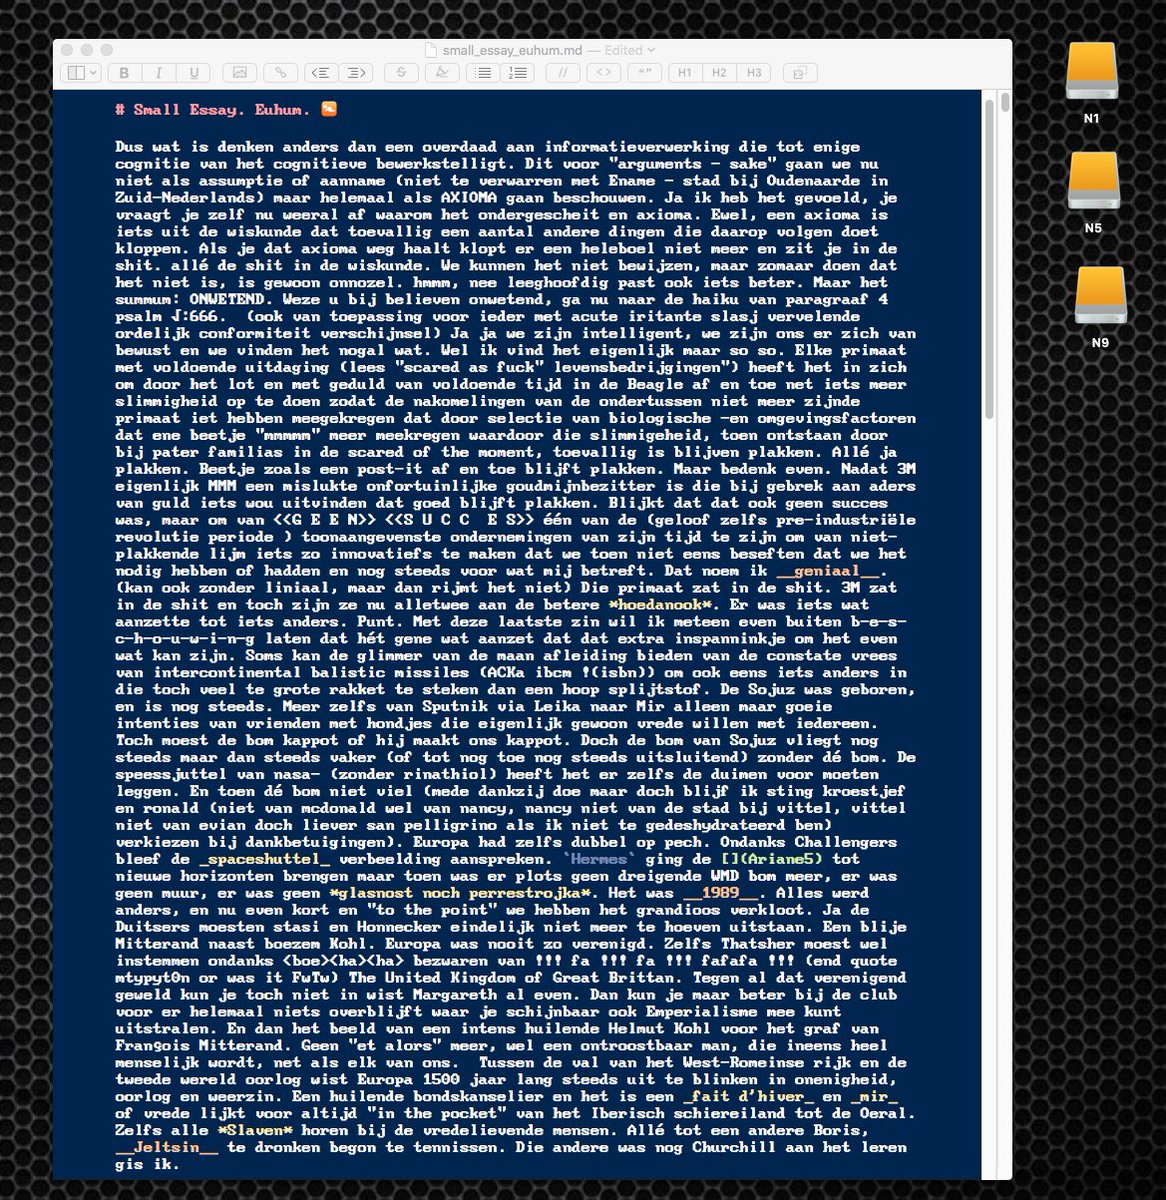 small_essay_euhum.md — Edited
B I U S // <> “” H1 H2 H3
# Small Essay. Euhum.
Dus wat is denken anders dan een overdaad aan informatieverwerking die tot enige
cognitie van het cognitieve bewerkstelligt. Dit voor "arguments - sake" gaan we nu
niet als assumptie of aanname (niet te verwarren met Ename - stad bij Oudenaarde in
Zuid-Nederlands) maar helemaal als AXIOMA gaan beschouwen. Ja ik heb het gevoeld, je
vraagt je zelf nu weeral af waarom het ondergescheit en axioma. Ewel, een axioma is
iets uit de wiskunde dat toevallig een aantal andere dingen die daarop volgen doet
kloppen. Als je dat axioma weg haalt klopt er een heleboel niet meer en zit je in de
shit. allé de shit in de wiskunde. We kunnen het niet bewijzen, maar zomaar doen dat
het niet is, is gewoon onnozel. hmmm, nee leeghoofdig past ook iets beter. Maar het
summum: ONWETEND. Weze u bij believen onwetend, ga nu naar de haiku van paragraaf 4
psalm √:666. (ook van toepassing voor ieder met acute iritante slasj vervelende
ordelijk conformiteit verschijnsel) Ja ja we zijn intelligent, we zijn ons er zich van
bewust en we vinden het nogal wat. Wel ik vind het eigenlijk maar so so. Elke primaat
met voldoende uitdaging (lees "scared as fuck" levensbedrijgingen") heeft het in zich
om door het lot en met geduld van voldoende tijd in de Beagle af en toe net iets meer
slimmigheid op te doen zodat de nakomelingen van de ondertussen niet meer zijnde
primaat iet hebben meegekregen dat door selectie van biologische -en omgevingsfactoren
dat ene beetje "mmmmm" meer meekregen waardoor die slimmigeheid, toen ontstaan door
bij pater familias in de scared of the moment, toevallig is blijven plakken. Allé ja
plakken. Beetje zoals een post-it af en toe blijft plakken. Maar bedenk even. Nadat 3M
eigenlijk MMM een mislukte onfortuinlijke goudmijnbezitter is die bij gebrek aan aders
van guld iets wou uitvinden dat goed blijft plakken. Blijkt dat dat ook geen succes
was, maar om van <<G E E N>> <<S U C C  E S>> één van de (geloof zelfs pre-industriële
revolutie periode ) toonaangevenste ondernemingen van zijn tijd te zijn om van niet-
plakkende lijm iets zo innovatiefs te maken dat we toen niet eens beseften dat we het
nodig hebben of hadden en nog steeds voor wat mij betreft. Dat noem ik __geniaal__.
(kan ook zonder liniaal, maar dan rijmt het niet) Die primaat zat in de shit. 3M zat
in de shit en toch zijn ze nu alletwee aan de betere *hoedanook*. Er was iets wat
aanzette tot iets anders. Punt. Met deze laatste zin wil ik meteen even buiten b-e-s-
c-h-o-u-w-i-n-g laten dat hét gene wat aanzet dat dat extra inspanninkje om het even
wat kan zijn. Soms kan de glimmer van de maan afleiding bieden van de constate vrees
van intercontinental balistic missiles (ACKa ibcm !(isbn)) om ook eens iets anders in
die toch veel te grote rakket te steken dan een hoop splijtstof. De Sojuz was geboren,
en is nog steeds. Meer zelfs van Sputnik via Leika naar Mir alleen maar goeie
intenties van vrienden met hondjes die eigenlijk gewoon vrede willen met iedereen.
Toch moest de bom kappot of hij maakt ons kappot. Doch de bom van Sojuz vliegt nog
steeds maar dan steeds vaker (of tot nog toe nog steeds uitsluitend) zonder dé bom. De
speessjuttel van nasa- (zonder rinathiol) heeft het er zelfs de duimen voor moeten
leggen. En toen dé bom niet viel (mede dankzij doe maar doch blijf ik sting kroestjef
en ronald (niet van mcdonald wel van nancy, nancy niet van de stad bij vittel, vittel
niet van evian doch liever san pelligrino als ik niet te gedeshydrateerd ben)
verkiezen bij dankbetuigingen). Europa had zelfs dubbel op pech. Ondanks Challengers
bleef de _spaceshuttel_ verbeelding aanspreken. `Hermes` ging de [](Ariane5) tot
nieuwe horizonten brengen maar toen was er plots geen dreigende WMD bom meer, er was
geen muur, er was geen *glasnost noch perrestrojka*. Het was __1989__. Alles werd
anders, en nu even kort en "to the point" we hebben het grandioos verkloot. Ja de
Duitsers moesten stasi en Honnecker eindelijk niet meer te hoeven uitstaan. Een blije
Mitterand naast boezem Kohl. Europa was nooit zo verenigd. Zelfs Thatsher moest wel
instemmen ondanks <boe><ha><ha> bezwaren van !!! fa !!! fa !!! fafafa !!! (end quote
mtypyt0n or was it FwTw) The United Kingdom of Great Brittan. Tegen al dat verenigend
geweld kun je toch niet in wist Margareth al even. Dan kun je maar beter bij de club
voor er helemaal niets overblijft waar je schijnbaar ook Emperialisme mee kunt
uitstralen. En dan het beeld van een intens huilende Helmut Kohl voor het graf van
François Mitterand. Geen "et alors" meer, wel een ontroostbaar man, die ineens heel
menselijk wordt, net als elk van ons.  Tussen de val van het West-Romeinse rijk en de
tweede wereld oorlog wist Europa 1500 jaar lang steeds uit te blinken in onenigheid,
oorlog en weerzin. Een huilende bondskanselier en het is een _fait d'hiver_ en _mir_
of vrede lijkt voor altijd "in the pocket" van het Iberisch schiereiland tot de Oeral.
Zelfs alle *Slaven* horen bij de vredelievende mensen. Allé tot een andere Boris,
__Jeltsin__ te dronken begon te tennissen. Die andere was nog Churchill aan het leren
gis ik.
N1
N5
N9